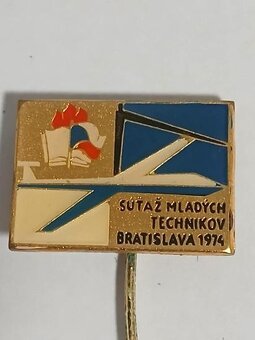 SÚŤAŽ MLADÝCH
TECHNIKOV
BRATISLAVA 1974